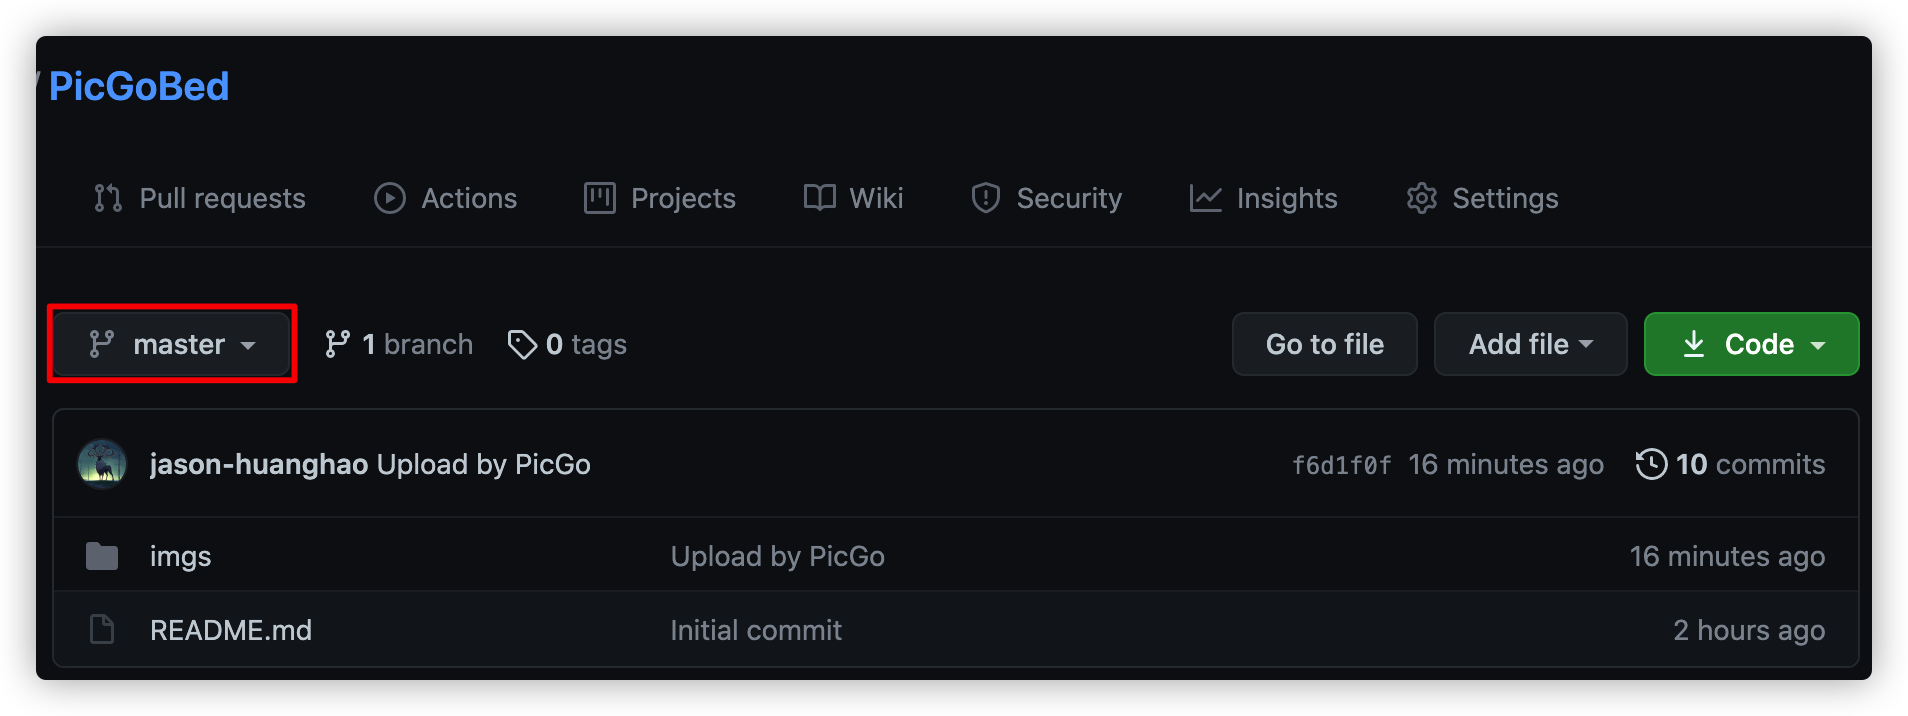 / PicGoBed
Pull requests Actions Projects Wiki Security Insights Settings
master 1 branch 0 tags Go to file Add file Code
jason-huanghao Upload by PicGo f6d1f0f 16 minutes ago 10 commits
imgs Upload by PicGo 16 minutes ago
README.md Initial commit 2 hours ago